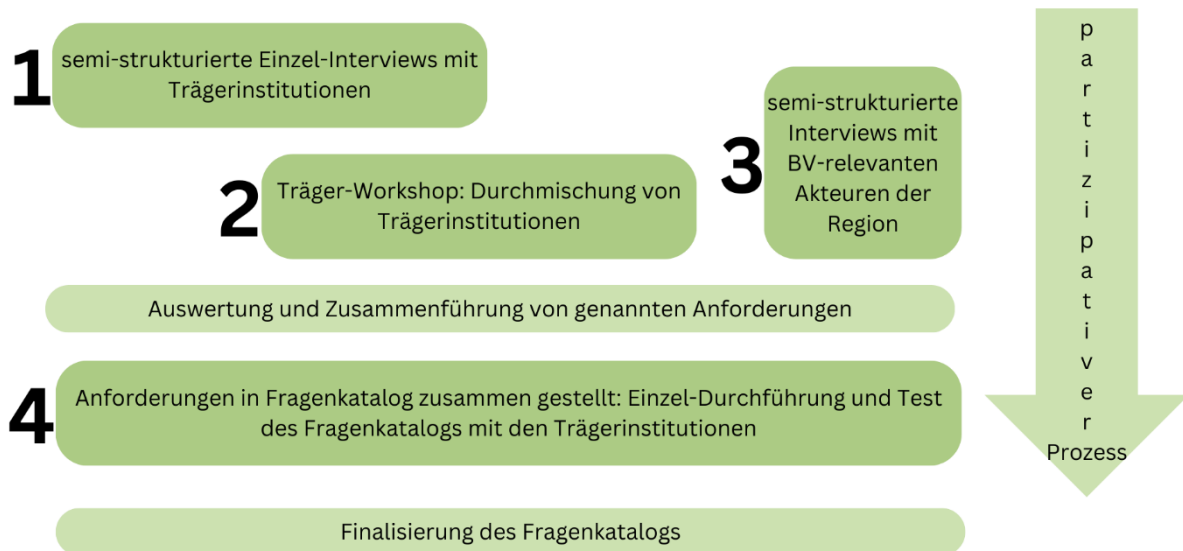 1
semi-strukturierte Einzel-Interviews mit
Trägerinstitutionen
2
Träger-Workshop: Durchmischung von
Trägerinstitutionen
3
semi-strukturierte
Interviews mit
BV-relevanten
Akteuren der
Region
Auswertung und Zusammenführung von genannten Anforderungen
4
Anforderungen in Fragenkatalog zusammen gestellt: Einzel-Durchführung und Test
des Fragenkatalogs mit den Trägerinstitutionen
Finalisierung des Fragenkatalogs
partizipativer
Prozess